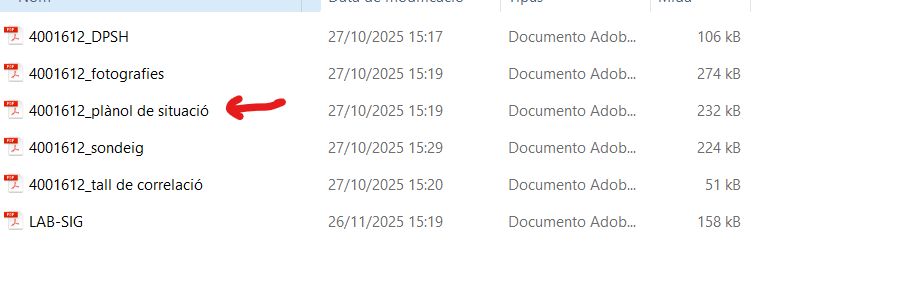 Nom Data de modificació Tipus Mida
4001612_DPSH 27/10/2025 15:17 Documento Adob... 106 kB
4001612_fotografies 27/10/2025 15:19 Documento Adob... 274 kB
4001612_plànol de situació 27/10/2025 15:19 Documento Adob... 232 kB
4001612_sondeig 27/10/2025 15:29 Documento Adob... 224 kB
4001612_tall de correlació 27/10/2025 15:20 Documento Adob... 51 kB
LAB-SIG 26/11/2025 15:19 Documento Adob... 158 kB